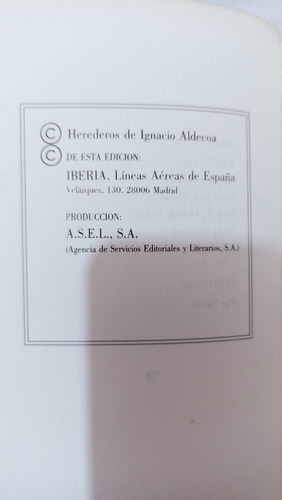 © Herederos de Ignacio Aldecoa
© DE ESTA EDICION:
IBERIA, Líneas Aéreas de España
Velázquez, 130, 28006 Madrid
PRODUCCION:
A.S.E.L., S.A.
(Agencia de Servicios Editoriales y Literarios, S.A.)